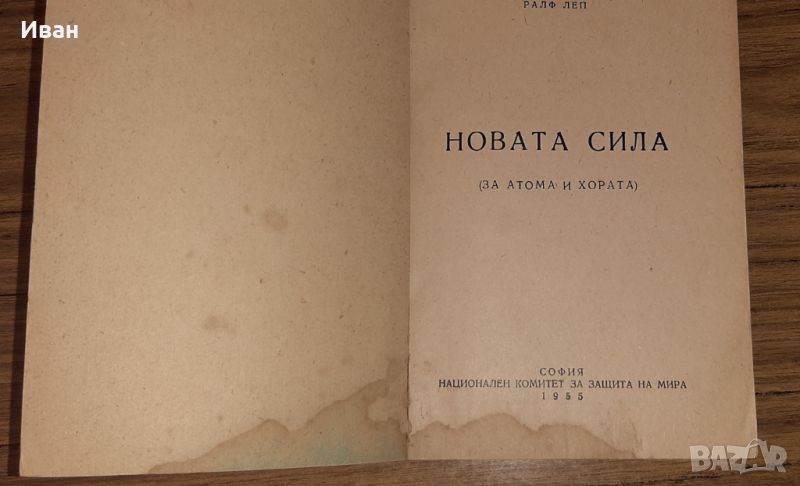 Иван
РАЛФ ЛЕП
НОВАТА СИЛА
(ЗА АТОМА И ХОРАТА)
СОФИЯ
НАЦИОНАЛЕН КОМИТЕТ ЗА ЗАЩИТА НА МИРА
1955
BAZAR